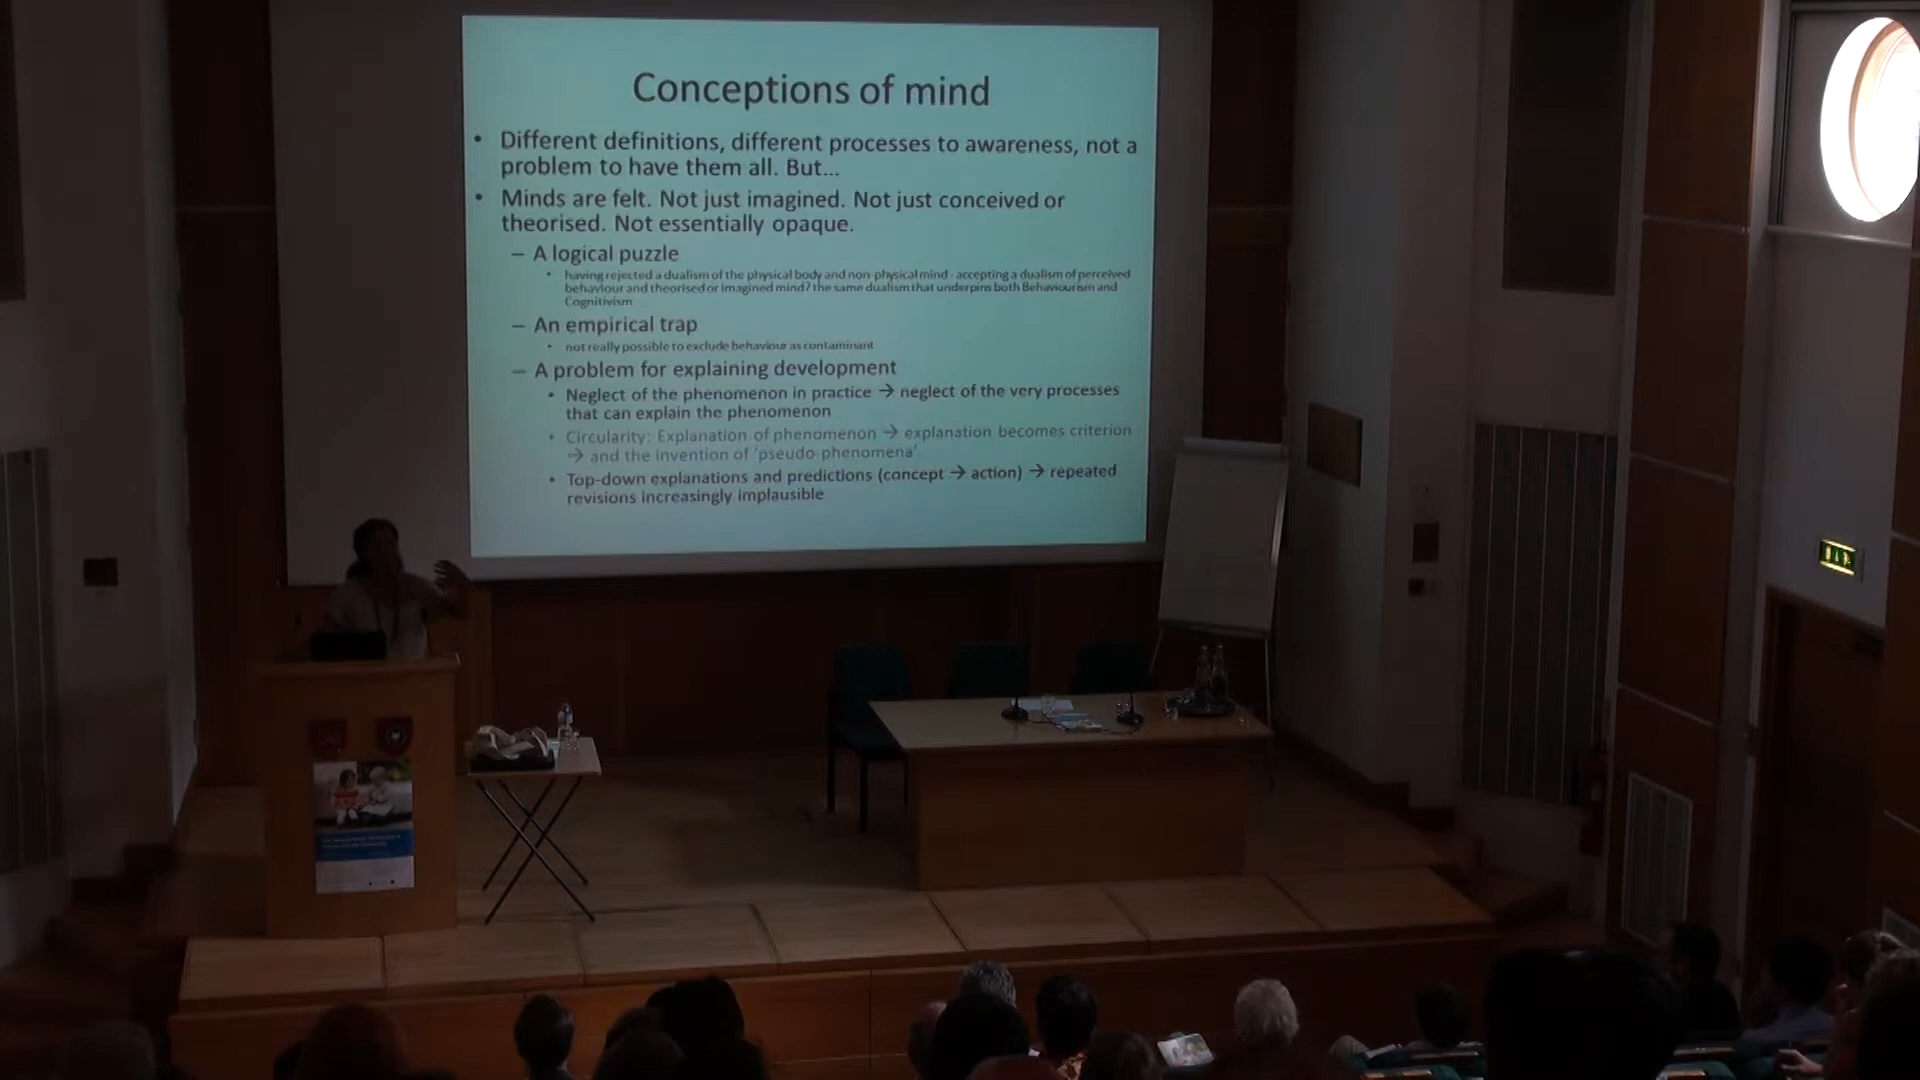 Conceptions of mind
• Different definitions, different processes to awareness, not a
problem to have them all. But...
• Minds are felt. Not just imagined. Not just conceived or
theorised. Not essentially opaque.
– A logical puzzle
• having rejected a dualism of the physical body and non-physical mind - accepting a dualism of perceived
behaviour and theorised or imagined mind? the same dualism that underpins both Behaviourism and
Cognitivism
– An empirical trap
• not really possible to exclude behaviour as contaminant
– A problem for explaining development
• Neglect of the phenomenon in practice → neglect of the very processes
that can explain the phenomenon
• Circularity: Explanation of phenomenon → explanation becomes criterion
→ and the invention of 'pseudo-phenomena'
• Top-down explanations and predictions (concept → action) → repeated
revisions increasingly implausible